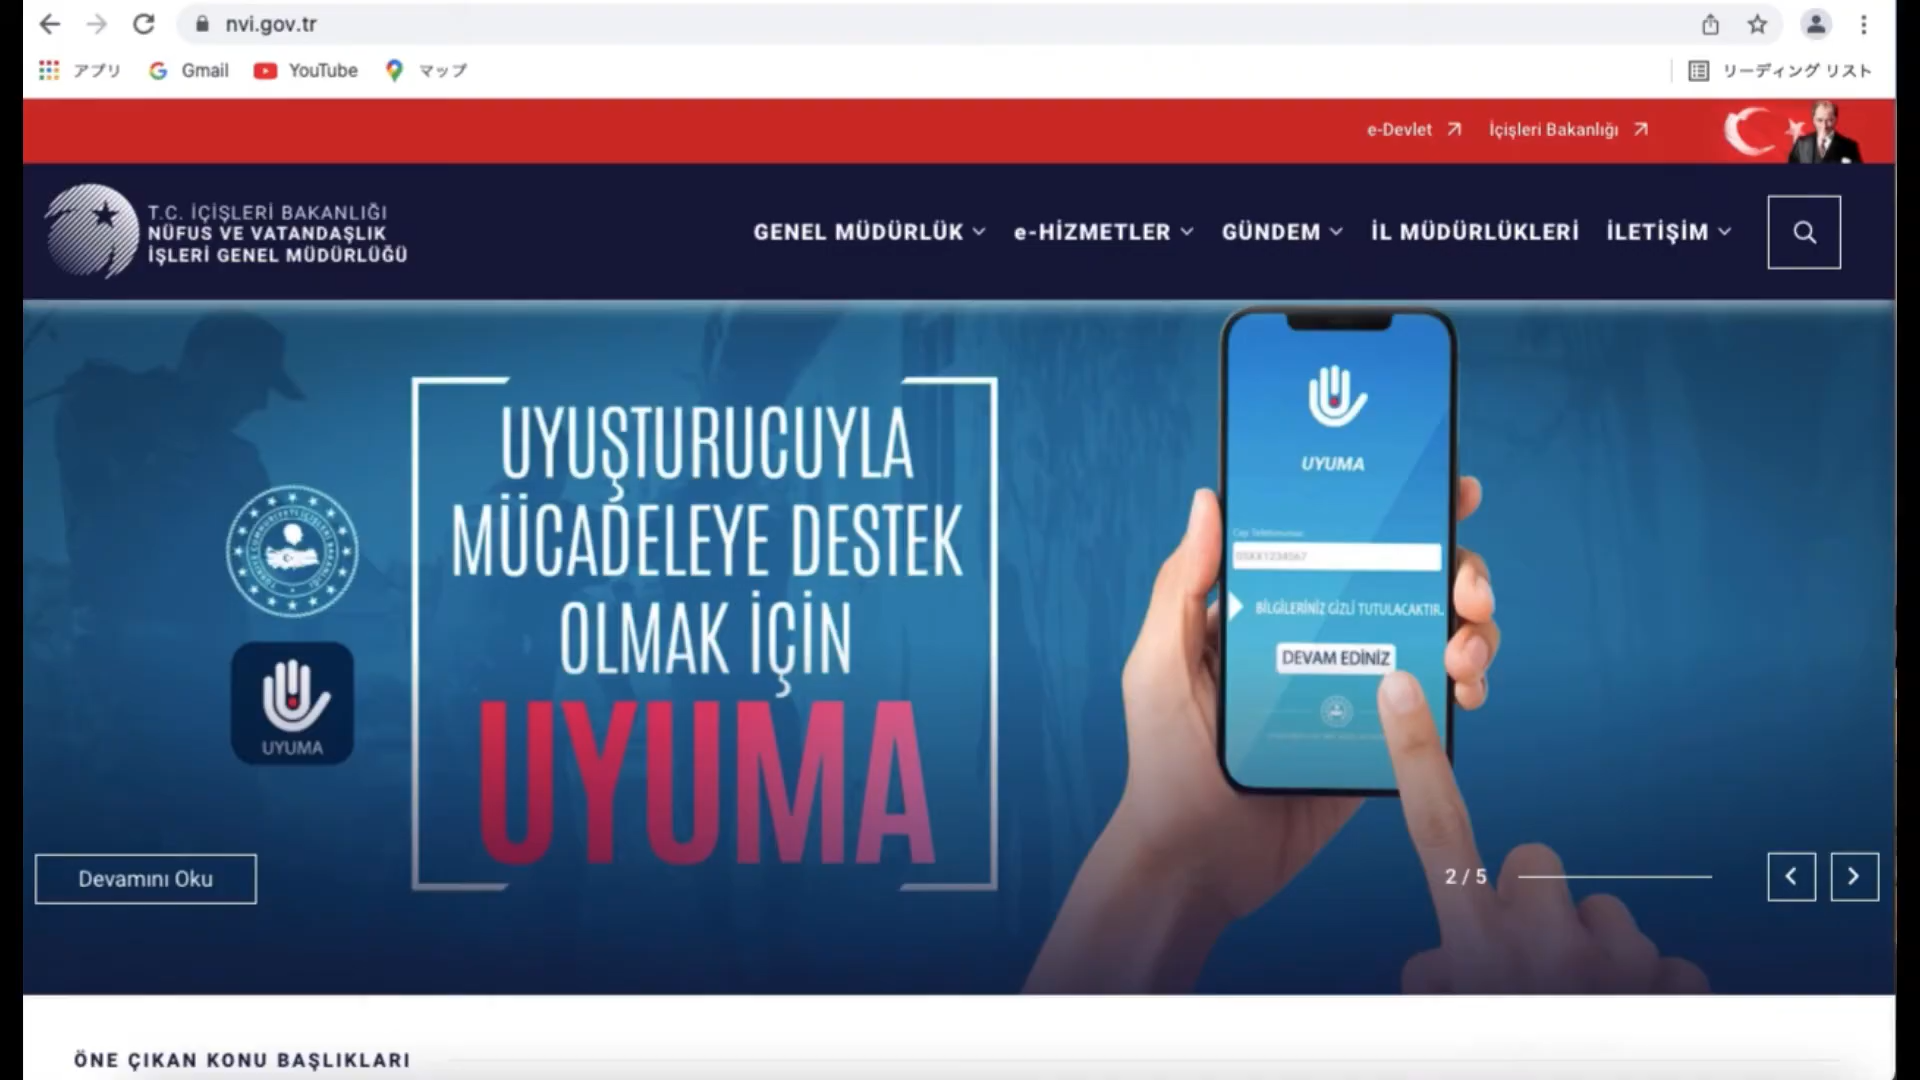 nvi.gov.tr
アプリ
Gmail
YouTube
マップ
リーディング リスト
e-Devlet
İçişleri Bakanlığı
T.C. İÇİŞLERİ BAKANLIĞI
NÜFUS VE VATANDAŞLIK
İŞLERİ GENEL MÜDÜRLÜĞÜ
GENEL MÜDÜRLÜK
e-HİZMETLER
GÜNDEM
İL MÜDÜRLÜKLERİ
İLETİŞİM
UYUŞTURUCUYLA
MÜCADELEYE DESTEK
OLMAK İÇİN
UYUMA
UYUMA
UYUMA
BİLGİLERİNİZ GİZLİ TUTULACAKTIR.
DEVAM EDİNİZ
Devamını Oku
2 / 5
ÖNE ÇIKAN KONU BAŞLIKLARI